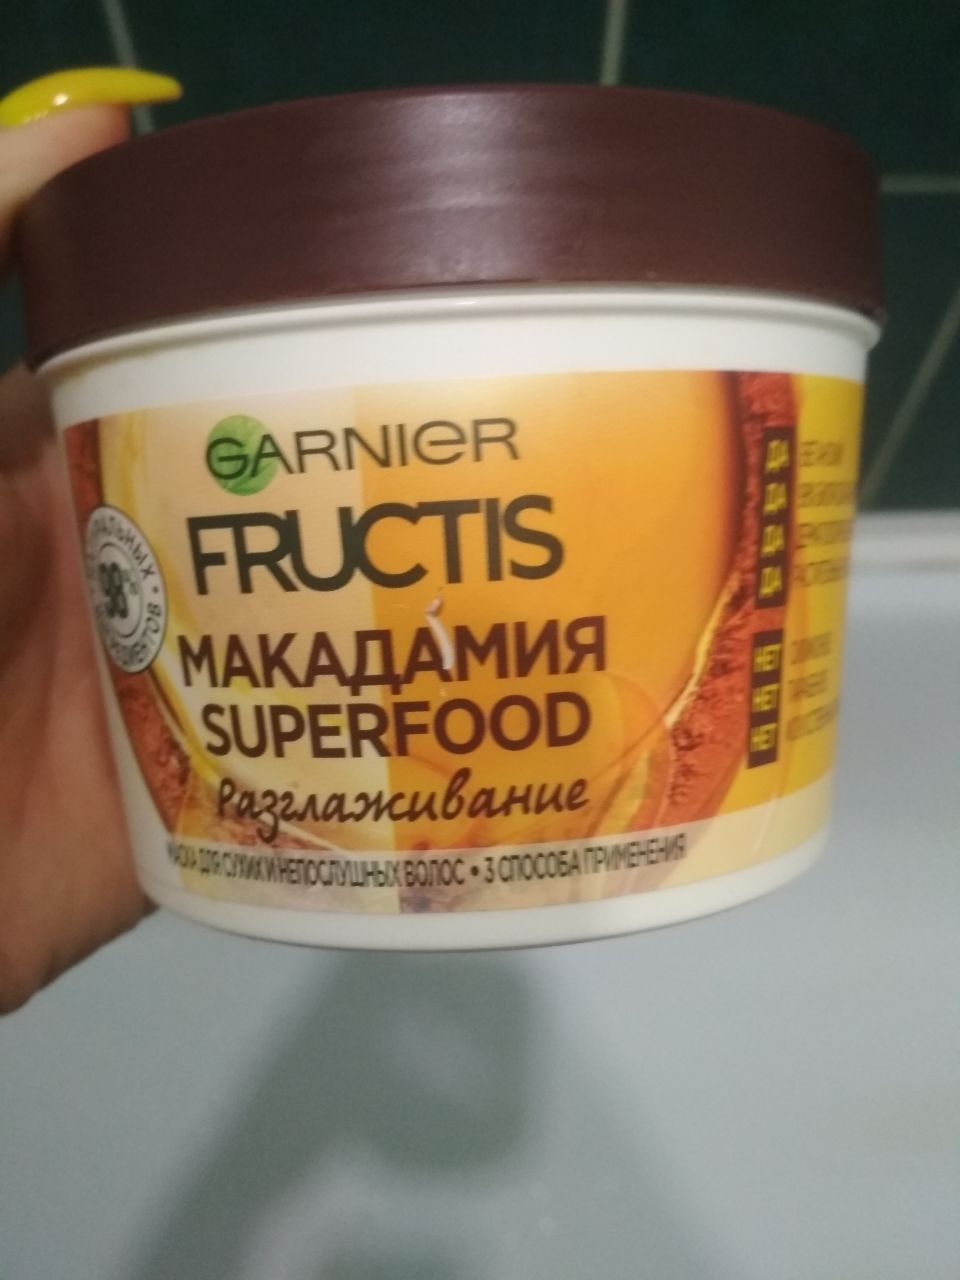 GARNIER
FRUCTIS
МАКАДАМИЯ
SUPERFOOD
Разглаживание
МАСКА ДЛЯ СУХИХ И НЕПОСЛУШНЫХ ВОЛОС • 3 СПОСОБА ПРИМЕНЕНИЯ
98%
ДА
ДА
ДА
ДА
НЕТ
НЕТ
НЕТ